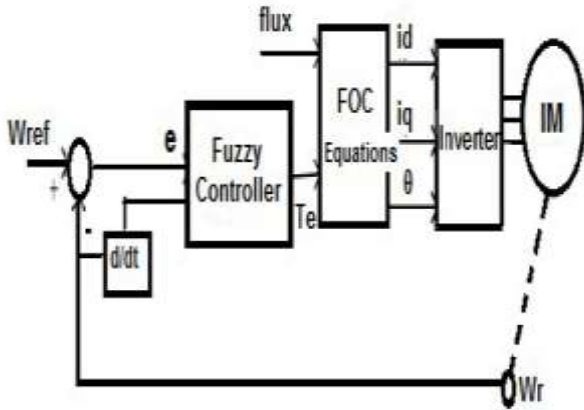 flux
id
FOC
Equations
iq
θ
Inverter
IM
Wref
+
-
e
Fuzzy
Controller
Te
d/dt
Wr